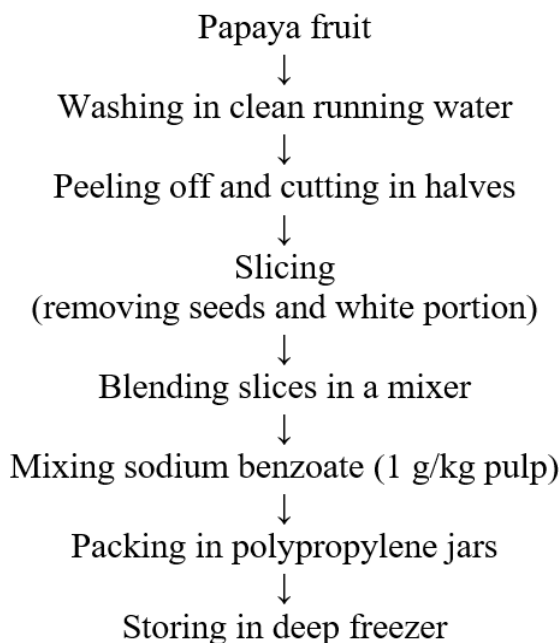 Papaya fruit
↓
Washing in clean running water
↓
Peeling off and cutting in halves
↓
Slicing
(removing seeds and white portion)
↓
Blending slices in a mixer
↓
Mixing sodium benzoate (1 g/kg pulp)
↓
Packing in polypropylene jars
↓
Storing in deep freezer